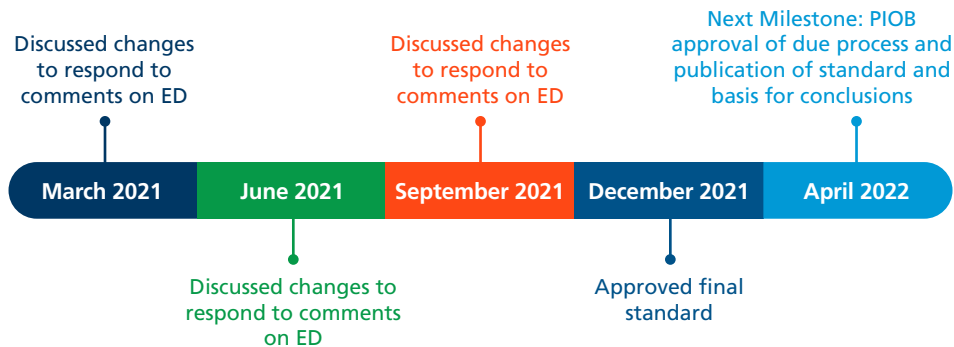 Discussed changes
to respond to
comments on ED
Discussed changes
to respond to
comments on ED
Next Milestone: PIOB
approval of due process and
publication of standard and
basis for conclusions
March 2021
June 2021
September 2021
December 2021
April 2022
Discussed changes to
respond to comments
on ED
Approved final
standard